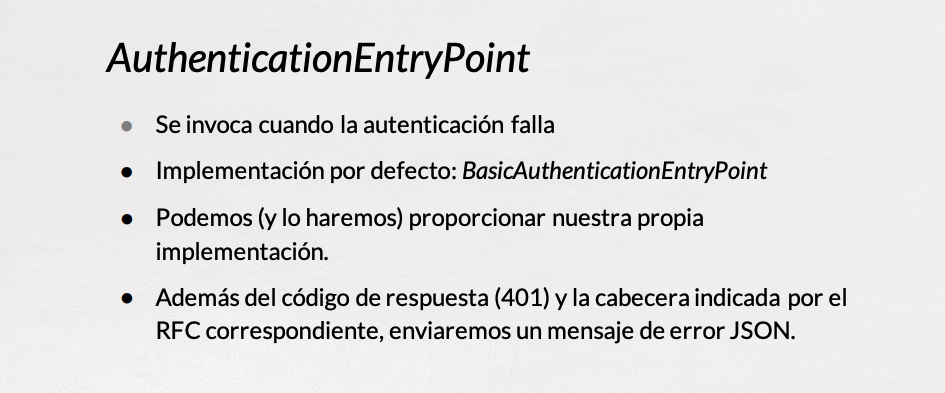 AuthenticationEntryPoint
● Se invoca cuando la autenticación falla
● Implementación por defecto: BasicAuthenticationEntryPoint
● Podemos (y lo haremos) proporcionar nuestra propia
implementación.
● Además del código de respuesta (401) y la cabecera indicada por el
RFC correspondiente, enviaremos un mensaje de error JSON.